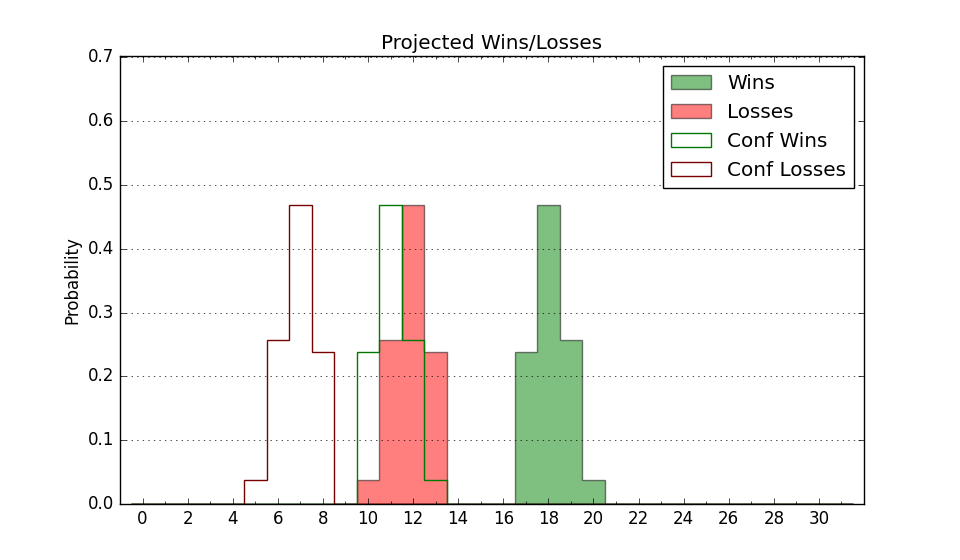 Projected Wins/Losses
0.7
0.6
0.5
0.4
0.3
0.2
0.1
0.0
Probability
Wins
Losses
Conf Wins
Conf Losses
0 2 4 6 8 10 12 14 16 18 20 22 24 26 28 30